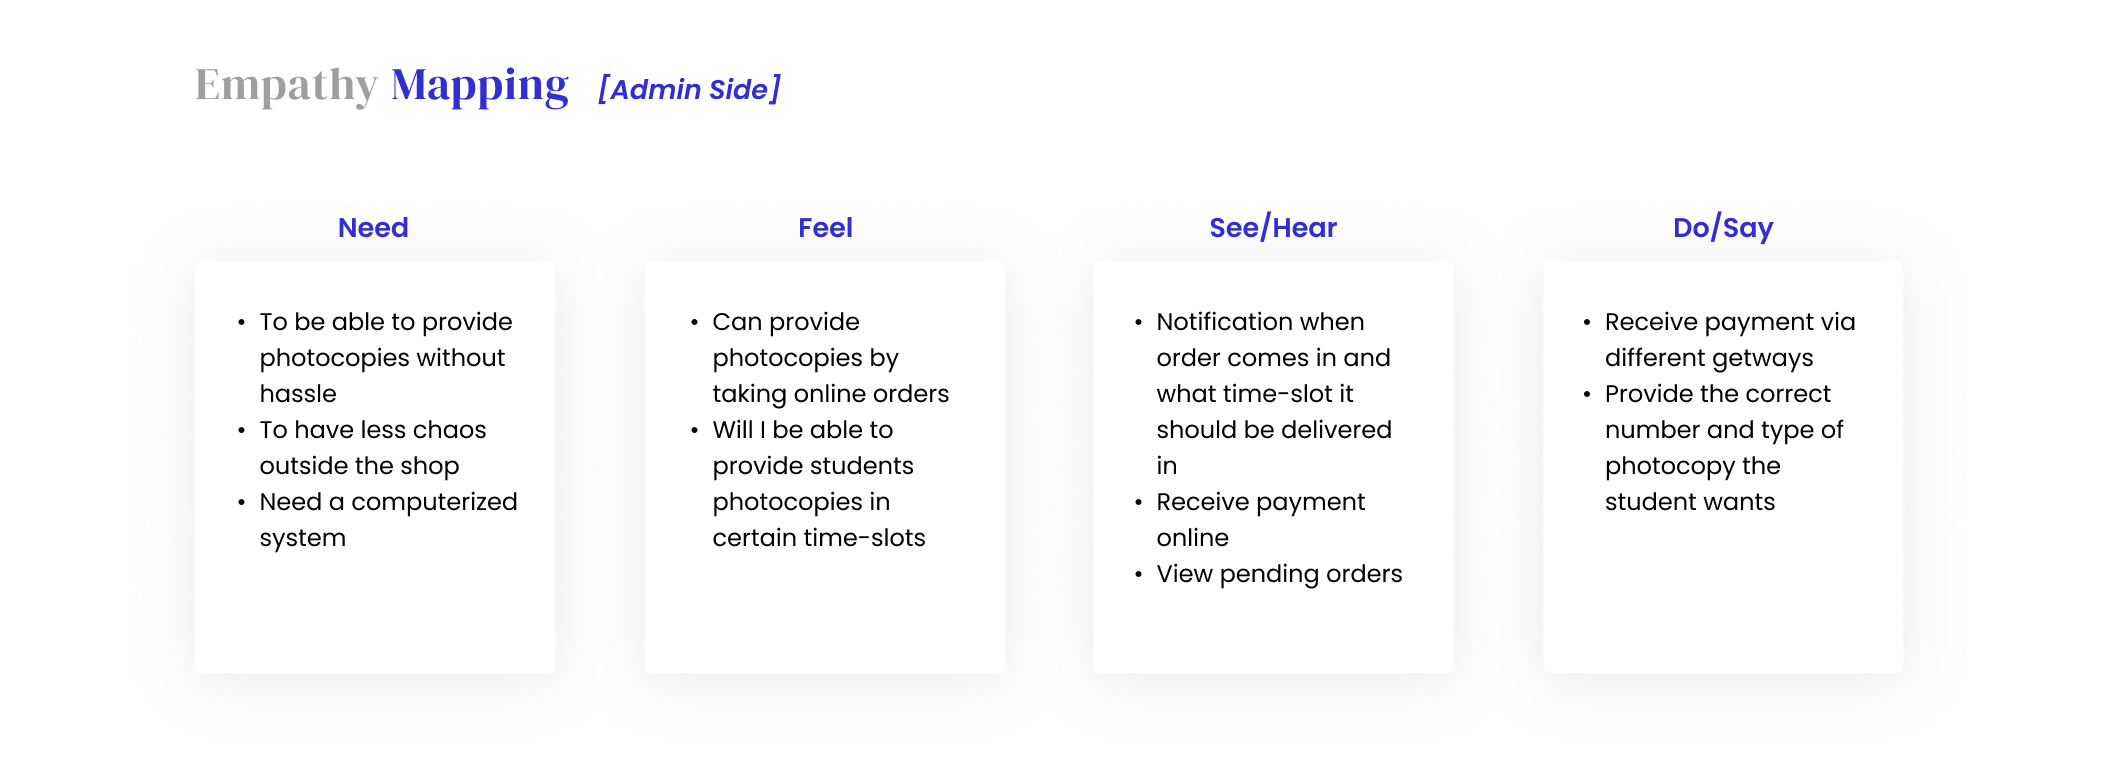 Empathy Mapping [Admin Side]
Need
• To be able to provide
photocopies without
hassle
• To have less chaos
outside the shop
• Need a computerized
system
Feel
• Can provide
photocopies by
taking online orders
• Will I be able to
provide students
photocopies in
certain time-slots
See/Hear
• Notification when
order comes in and
what time-slot it
should be delivered
in
• Receive payment
online
• View pending orders
Do/Say
• Receive payment via
different getways
• Provide the correct
number and type of
photocopy the
student wants